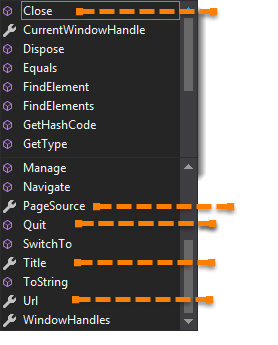 Close
CurrentWindowHandle
Dispose
Equals
FindElement
FindElements
GetHashCode
GetType
Manage
Navigate
PageSource
Quit
SwitchTo
Title
ToString
Url
WindowHandles